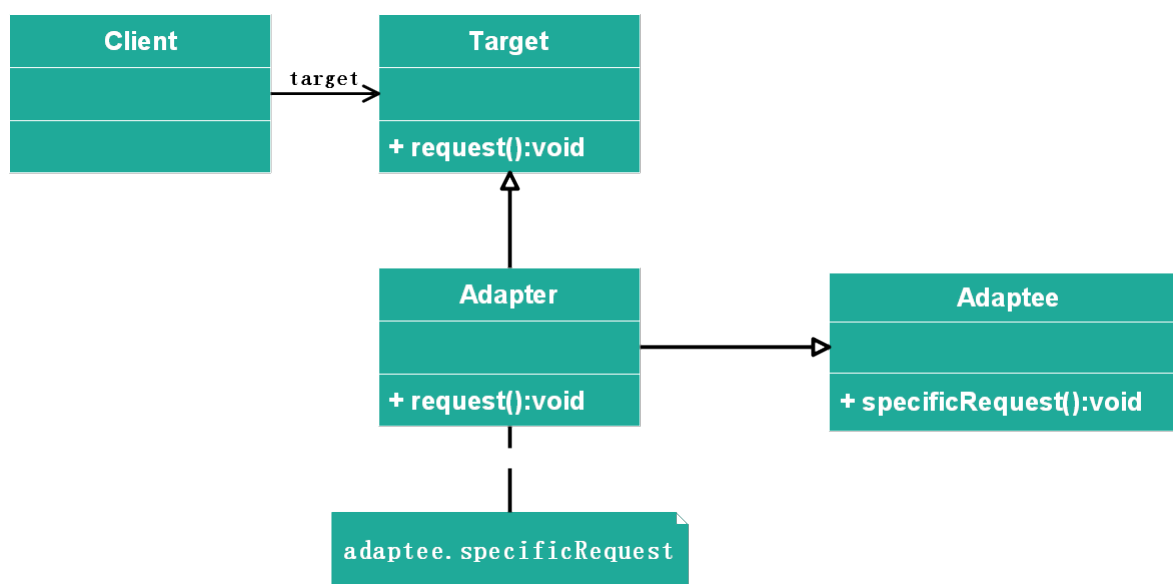 Client
Target
target
+ request():void
Adapter
Adaptee
+ request():void
+ specificRequest():void
adaptee.specificRequest